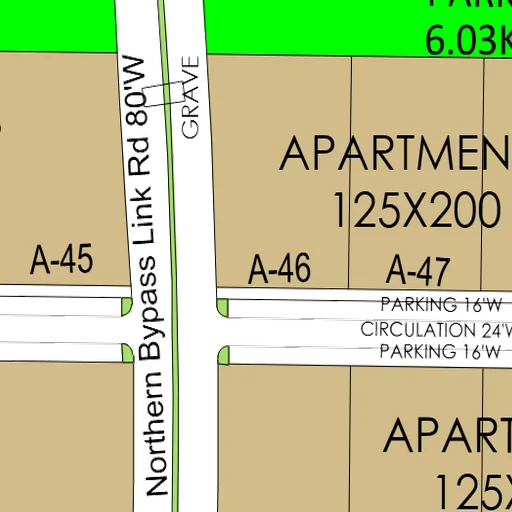 PARK
6.03K
Northern Bypass Link Rd 80'W
GRAVE
APARTMEN
125X200
A-45
A-46
A-47
PARKING 16'W
CIRCULATION 24'W
PARKING 16'W
APART
125X